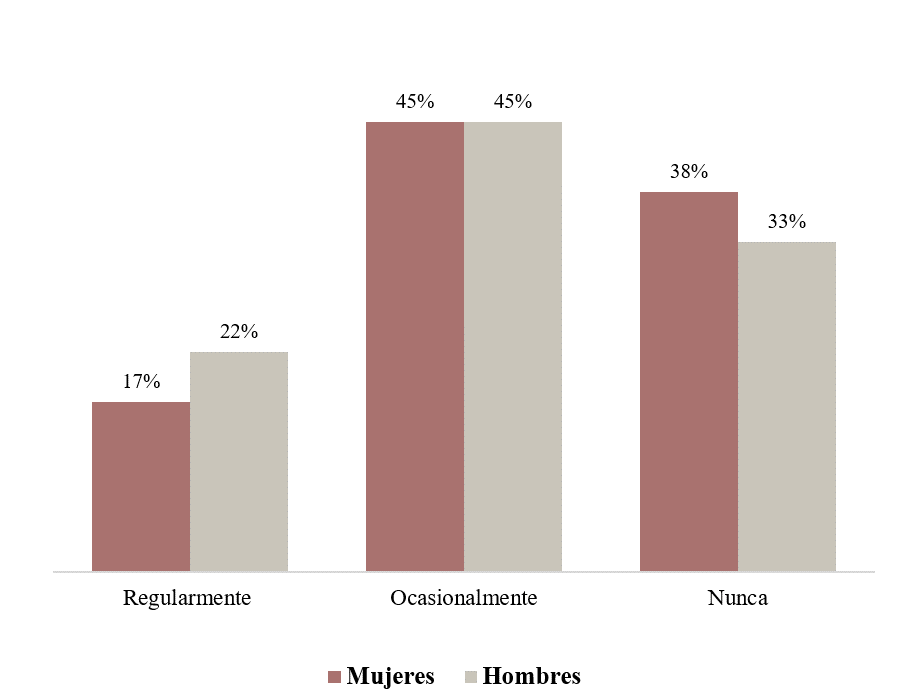 45% 45%
38%
33%
22%
17%
Regularmente Ocasionalmente Nunca
Mujeres Hombres